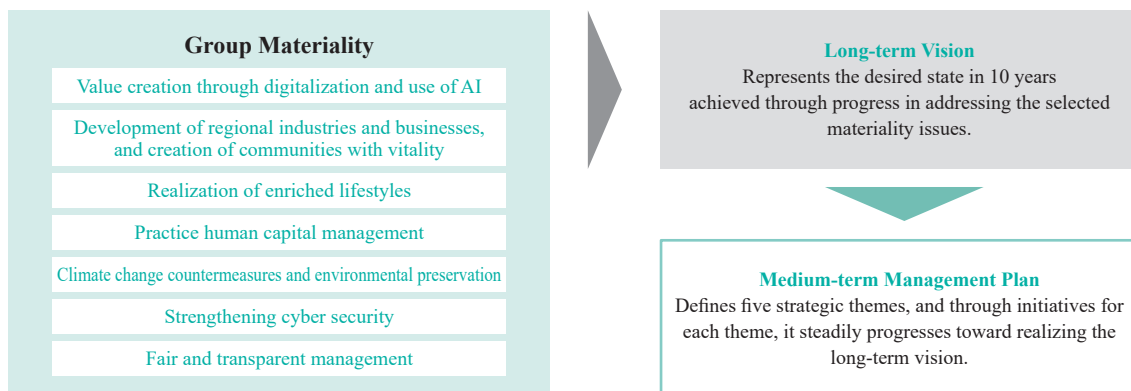 Group Materiality
Value creation through digitalization and use of AI
Development of regional industries and businesses,
and creation of communities with vitality
Realization of enriched lifestyles
Practice human capital management
Climate change countermeasures and environmental preservation
Strengthening cyber security
Fair and transparent management
Long-term Vision
Represents the desired state in 10 years
achieved through progress in addressing the selected
materiality issues.
Medium-term Management Plan
Defines five strategic themes, and through initiatives for
each theme, it steadily progresses toward realizing the
long-term vision.